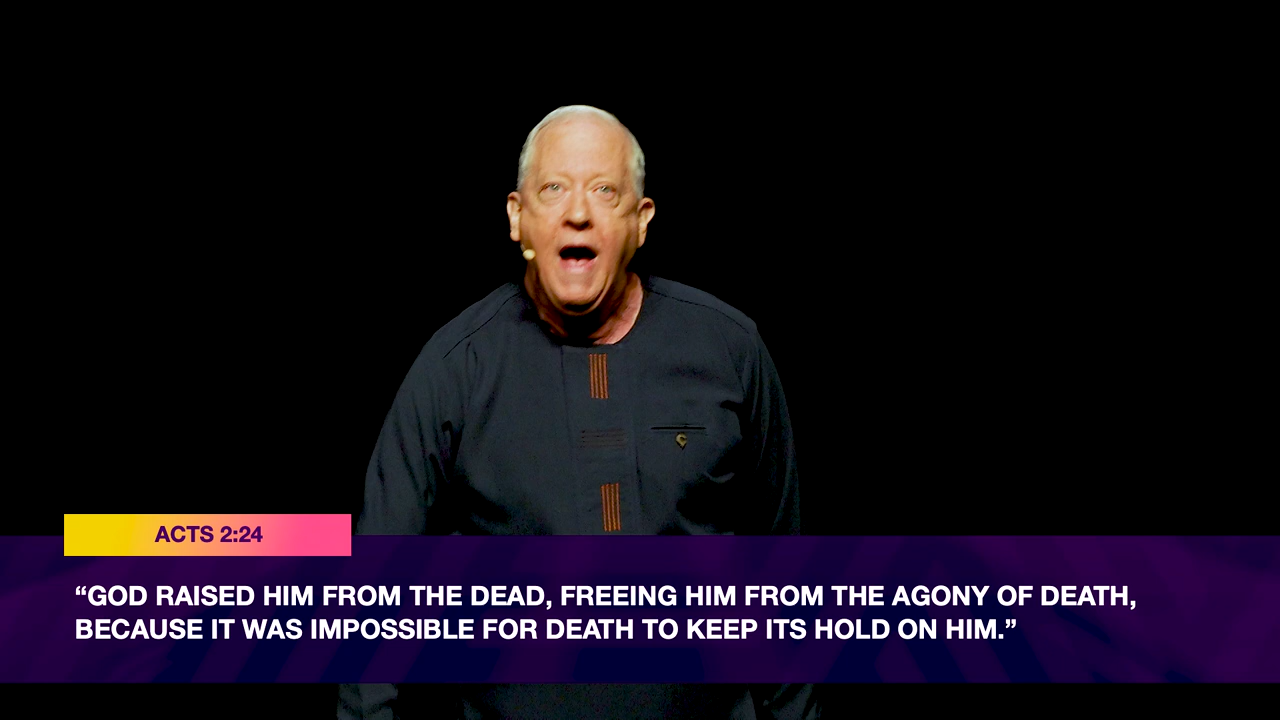 ACTS 2:24
“GOD RAISED HIM FROM THE DEAD, FREEING HIM FROM THE AGONY OF DEATH,
BECAUSE IT WAS IMPOSSIBLE FOR DEATH TO KEEP ITS HOLD ON HIM.”